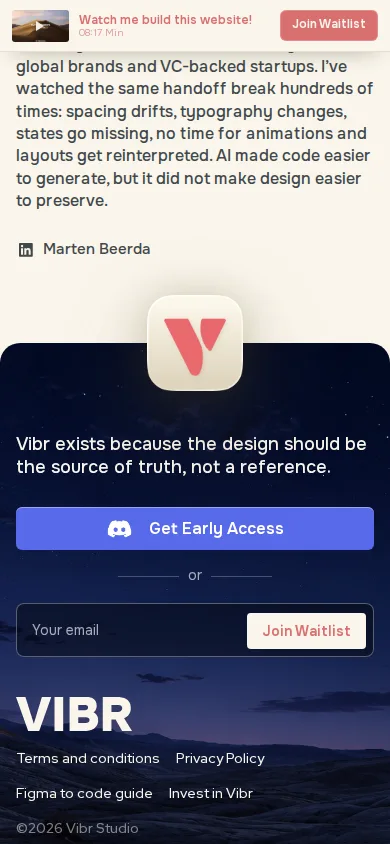 Watch me build this website!
08:17 Min
Join Waitlist
global brands and VC-backed startups. I've
watched the same handoff break hundreds of
times: spacing drifts, typography changes,
states go missing, no time for animations and
layouts get reinterpreted. AI made code easier
to generate, but it did not make design easier
to preserve.
Marten Beerda
Vibr exists because the design should be
the source of truth, not a reference.
Get Early Access
or
Your email
Join Waitlist
VIBR
Terms and conditions Privacy Policy
Figma to code guide Invest in Vibr
©2026 Vibr Studio